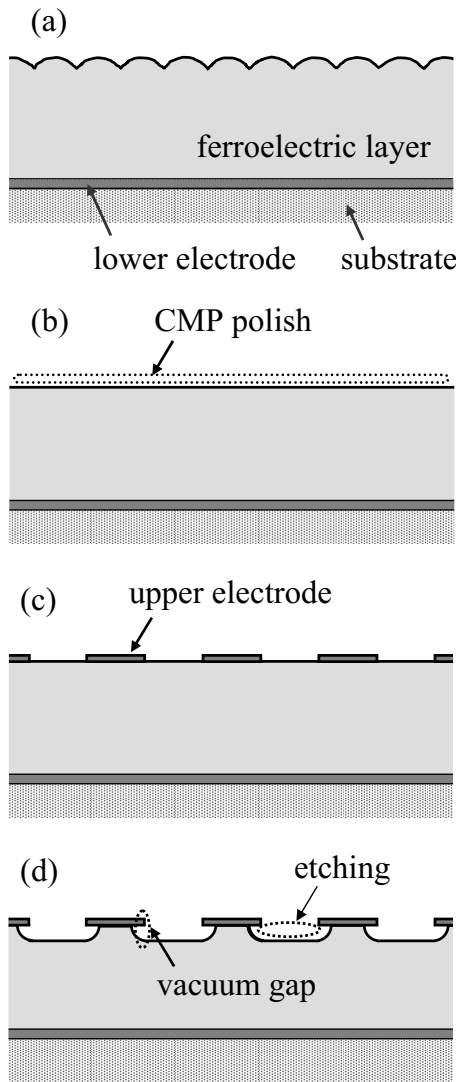 (a)
ferroelectric layer
lower electrode
substrate
(b)
CMP polish
(c)
upper electrode
(d)
etching
vacuum gap